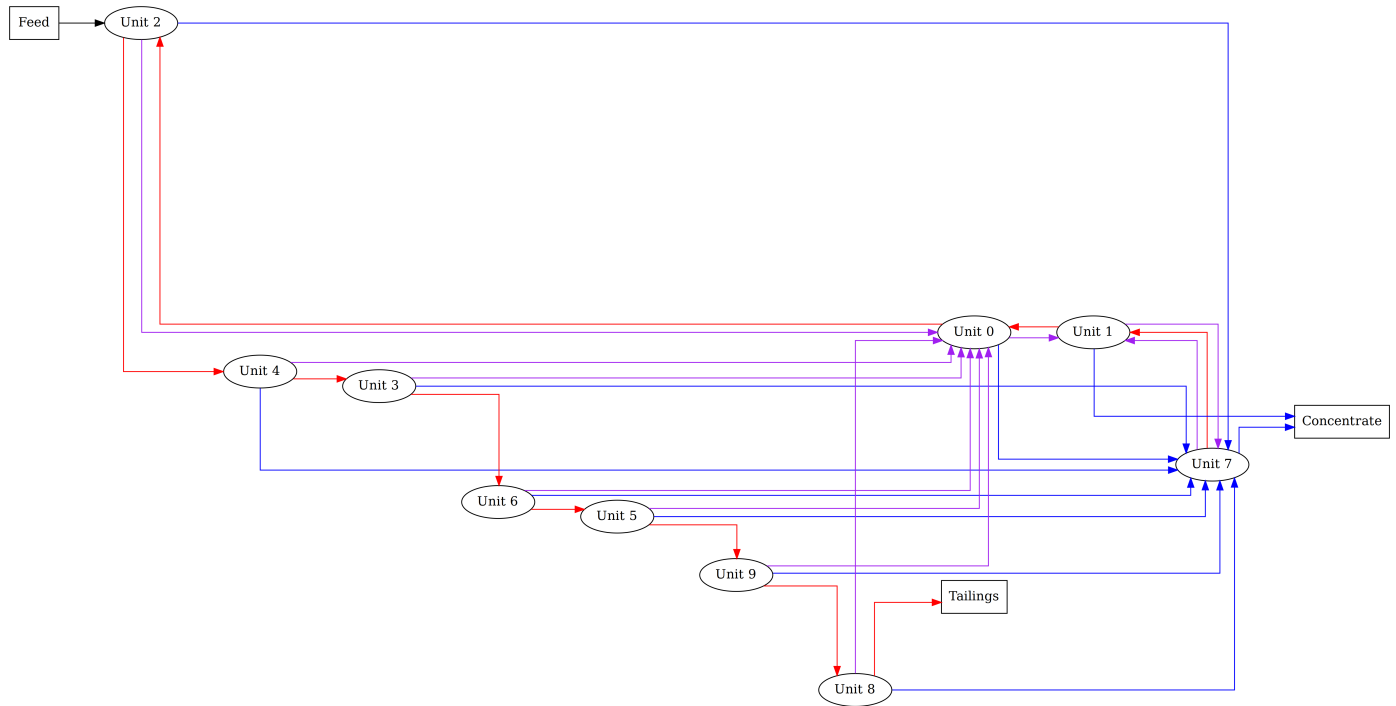 Feed
Unit 2
Unit 0
Unit 1
Unit 4
Unit 3
Concentrate
Unit 7
Unit 6
Unit 5
Unit 9
Tailings
Unit 8